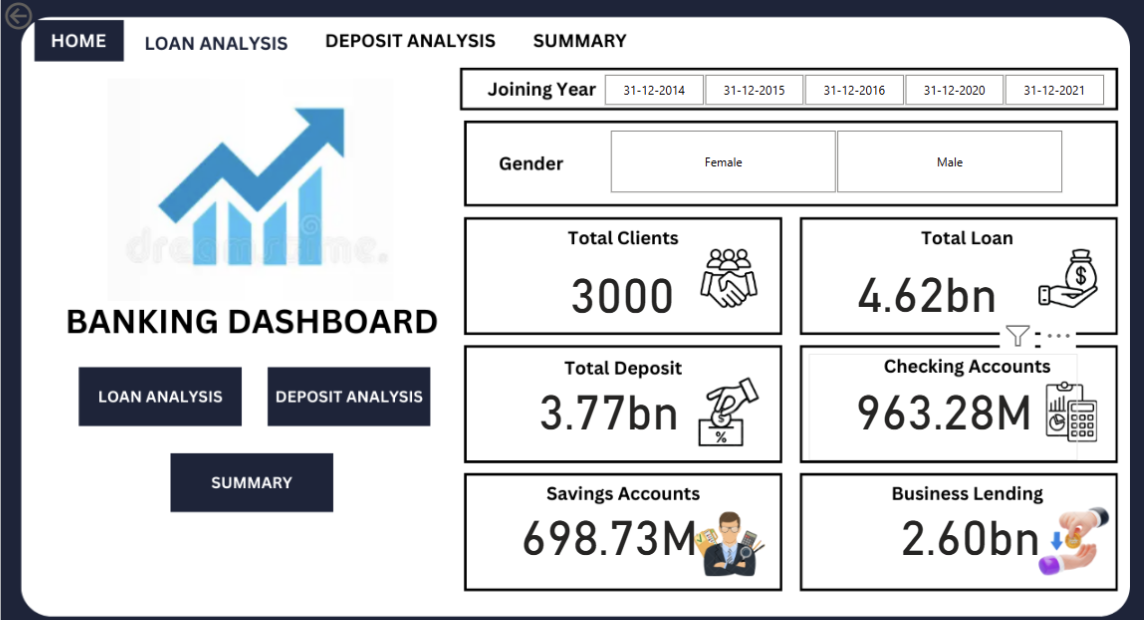 HOME
LOAN ANALYSIS
DEPOSIT ANALYSIS
SUMMARY
Joining Year
31-12-2014
31-12-2015
31-12-2016
31-12-2020
31-12-2021
Gender
Female
Male
dreamstime.
BANKING DASHBOARD
LOAN ANALYSIS
DEPOSIT ANALYSIS
SUMMARY
Total Clients
3000
Total Loan
4.62bn
$
Total Deposit
3.77bn
$
%
Checking Accounts
963.28M
Savings Accounts
698.73M
Business Lending
2.60bn